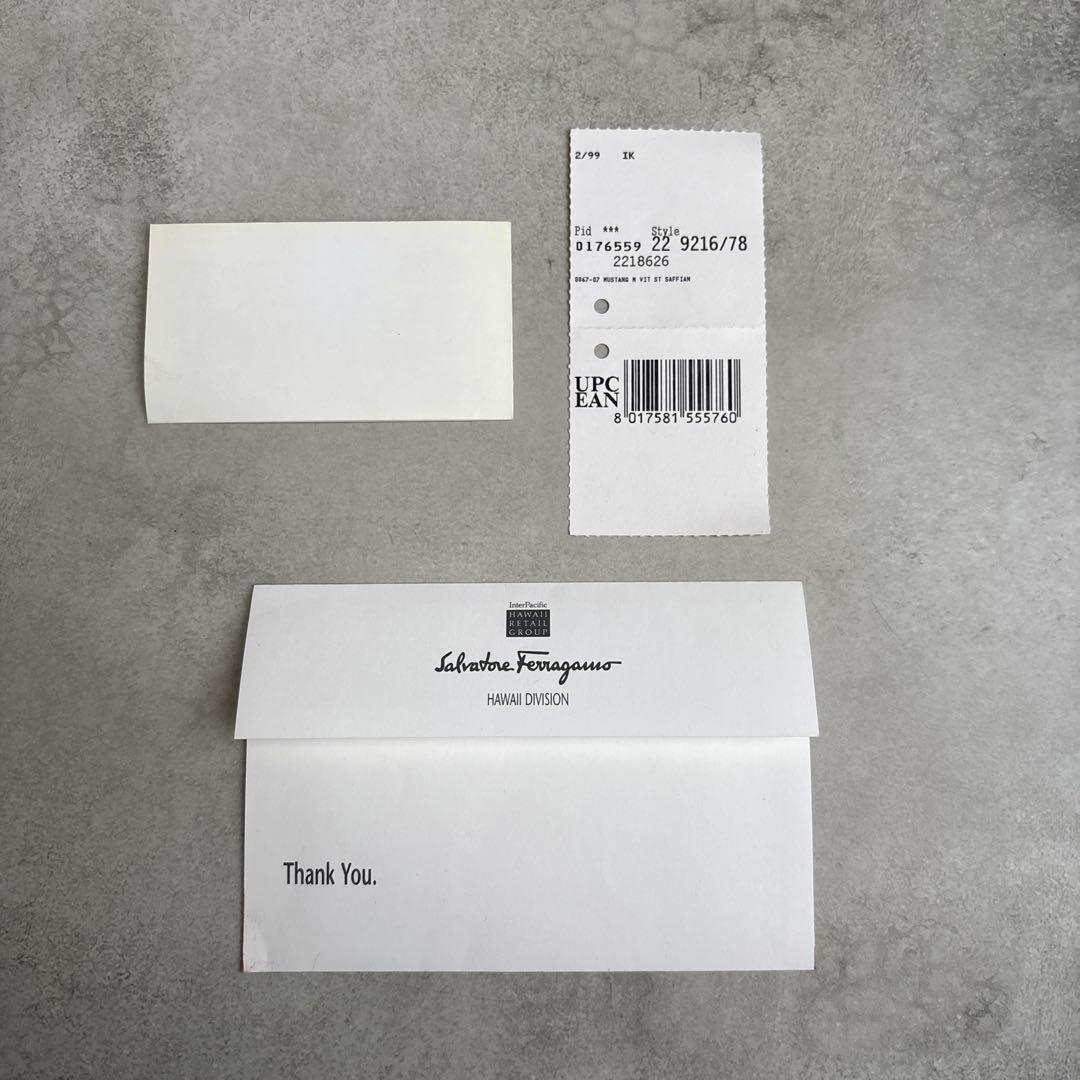 2/99 IK
Pid *** Style
0176559 22 9216/78
2218626
0867-07 MUSTANG M VIT ST SAFFIAN
UPC
EAN
8 017581 555760
InterPacific
HAWAII
RETAIL
GROUP
Salvatore Ferragamo
HAWAII DIVISION
Thank You.